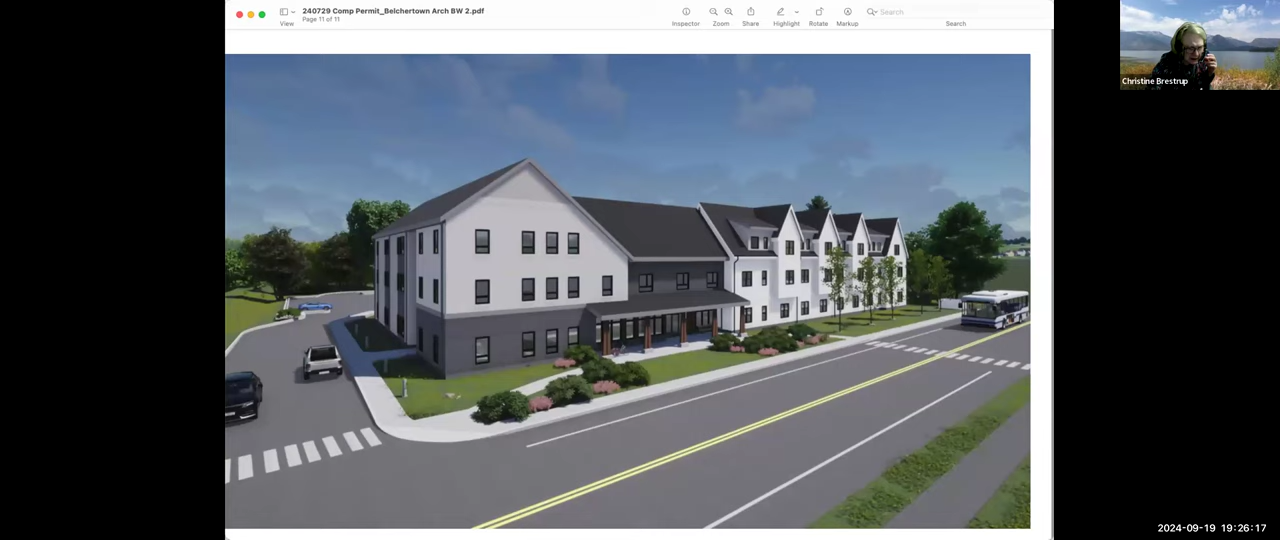 240729 Comp Permit_Belchertown Arch BW 2.pdf
Page 11 of 11
View
Inspector
Zoom
Share
Highlight
Rotate
Markup
Search
Search
Christine Brestrup
2024-09-19 19:26:17